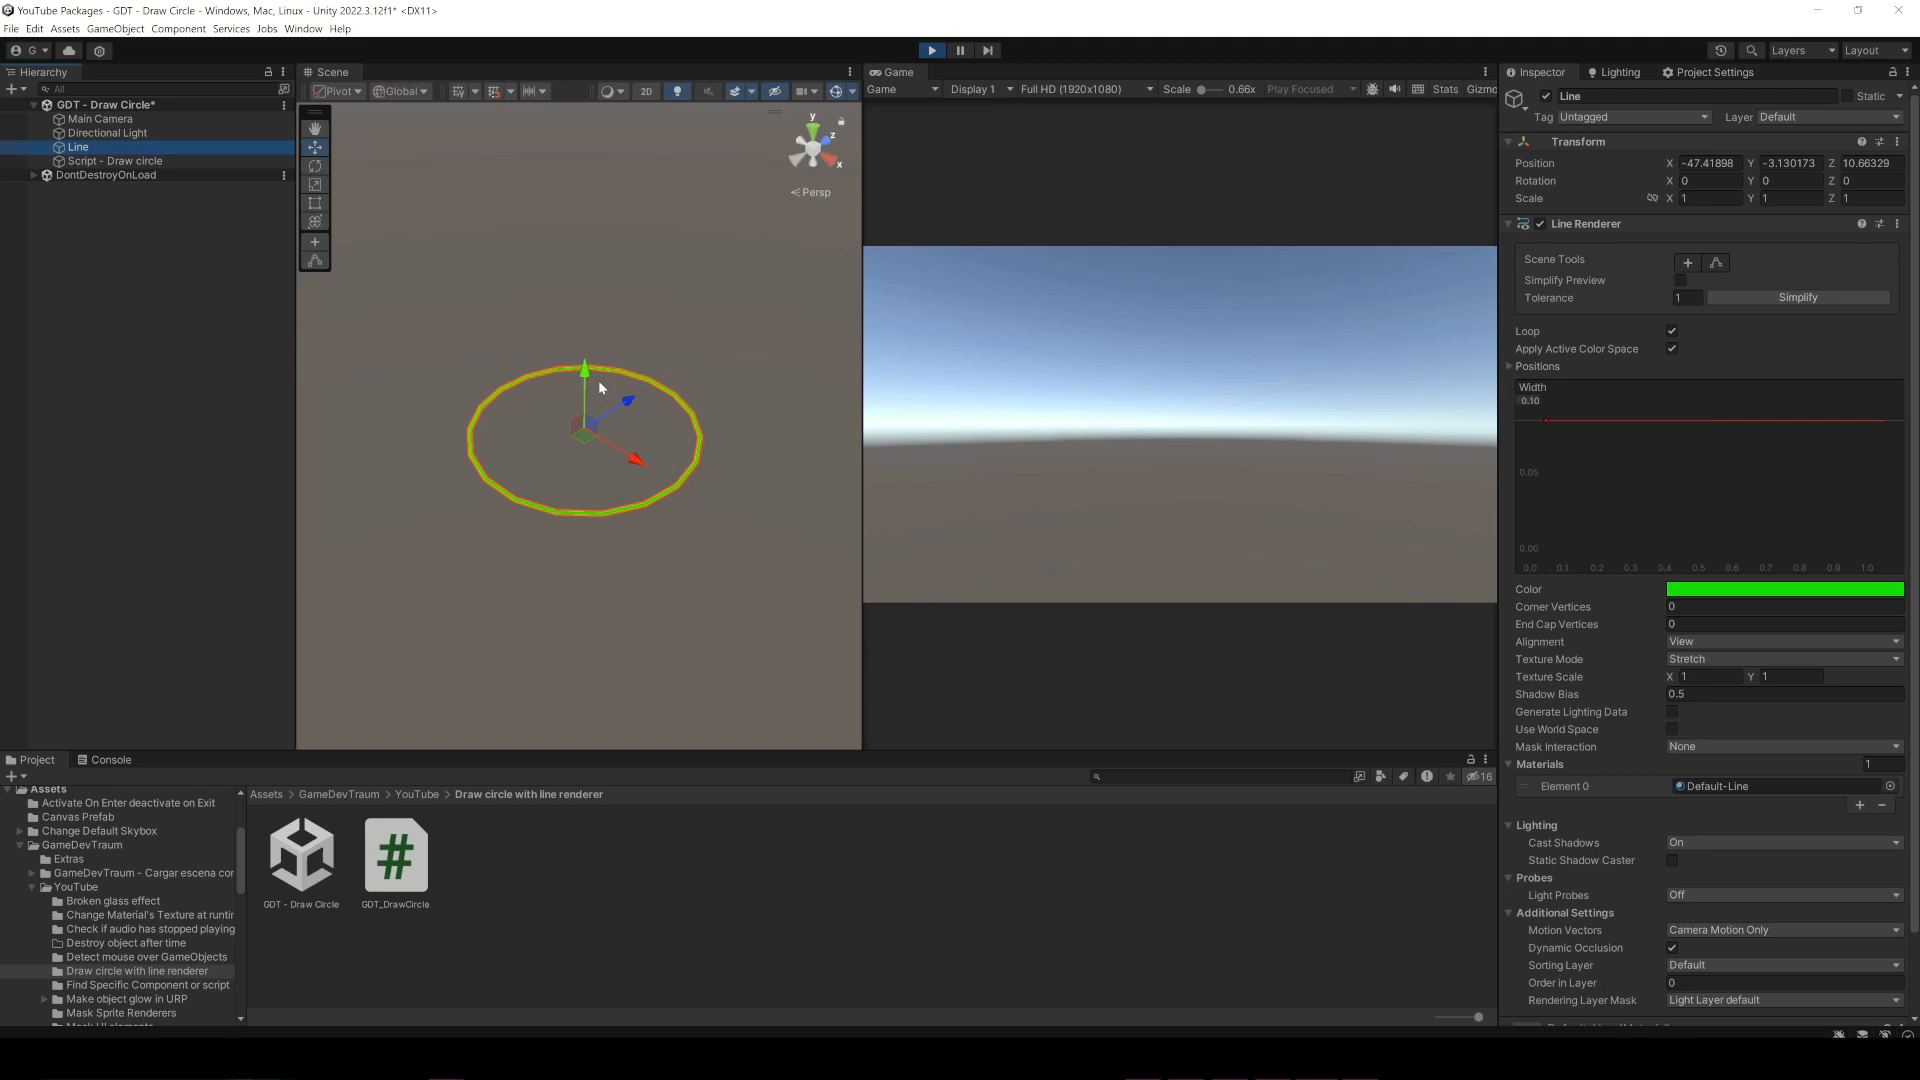 YouTube Packages - GDT - Draw Circle - Windows, Mac, Linux - Unity 2022.3.12f1* <DX11>
File Edit Assets GameObject Component Services Jobs Window Help
G Layers Layout
Hierarchy
All
GDT - Draw Circle*
Main Camera
Directional Light
Line
Script - Draw circle
DontDestroyOnLoad
Scene
Pivot Global 2D
y
z
x
Persp
Game
Game Display 1 Full HD (1920x1080) Scale 0.66x Play Focused Stats Gizmo
Inspector Lighting Project Settings
Line Static
Tag Untagged Layer Default
Transform
Position X -47.41898 Y -3.130173 Z 10.66329
Rotation X 0 Y 0 Z 0
Scale X 1 Y 1 Z 1
Line Renderer
Scene Tools
Simplify Preview
Tolerance 1 Simplify
Loop
Apply Active Color Space
Positions
Width
0.10
0.05
0.00
0.0 0.1 0.2 0.3 0.4 0.5 0.6 0.7 0.8 0.9 1.0
Color
Corner Vertices 0
End Cap Vertices 0
Alignment View
Texture Mode Stretch
Texture Scale X 1 Y 1
Shadow Bias 0.5
Generate Lighting Data
Use World Space
Mask Interaction None
Materials 1
Element 0 Default-Line
Lighting
Cast Shadows On
Static Shadow Caster
Probes
Light Probes Off
Additional Settings
Motion Vectors Camera Motion Only
Dynamic Occlusion
Sorting Layer Default
Order in Layer 0
Rendering Layer Mask Light Layer default
Project Console
16
Assets
Activate On Enter deactivate on Exit
Canvas Prefab
Change Default Skybox
GameDevTraum
Extras
GameDevTraum - Cargar escena cor
YouTube
Broken glass effect
Change Material's Texture at runtir
Check if audio has stopped playing
Destroy object after time
Detect mouse over GameObjects
Draw circle with line renderer
Find Specific Component or script
Make object glow in URP
Mask Sprite Renderers
Assets > GameDevTraum > YouTube > Draw circle with line renderer
#
GDT - Draw Circle GDT_DrawCircle